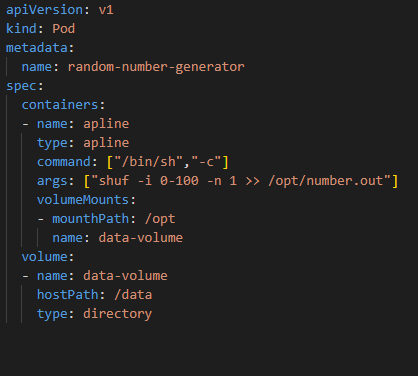 apiVersion: v1
kind: Pod
metadata:
  name: random-number-generator
spec:
  containers:
  - name: apline
    type: apline
    command: ["/bin/sh","-c"]
    args: ["shuf -i 0-100 -n 1 >> /opt/number.out"]
    volumeMounts:
    - mounthPath: /opt
      name: data-volume
  volume:
  - name: data-volume
    hostPath: /data
    type: directory